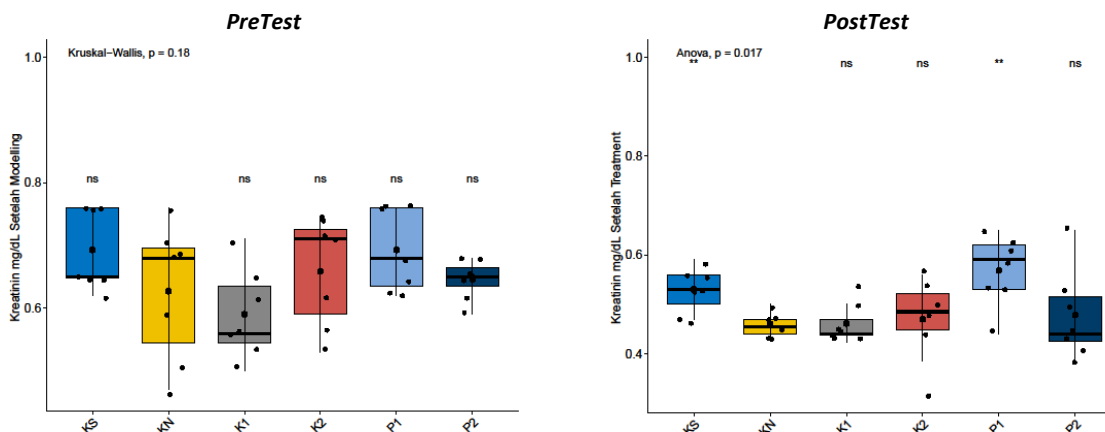 PreTest
Kreatinin mg/dL Setelah Modelling
1.0
0.8
0.6
Kruskal-Wallis, p = 0.18
ns ns ns ns ns
KS KN K1 K2 P1 P2
PostTest
Kreatinin mg/dL Setelah Treatment
1.0
0.8
0.6
0.4
Anova, p = 0.017
** ns ns ** ns
KS KN K1 K2 P1 P2